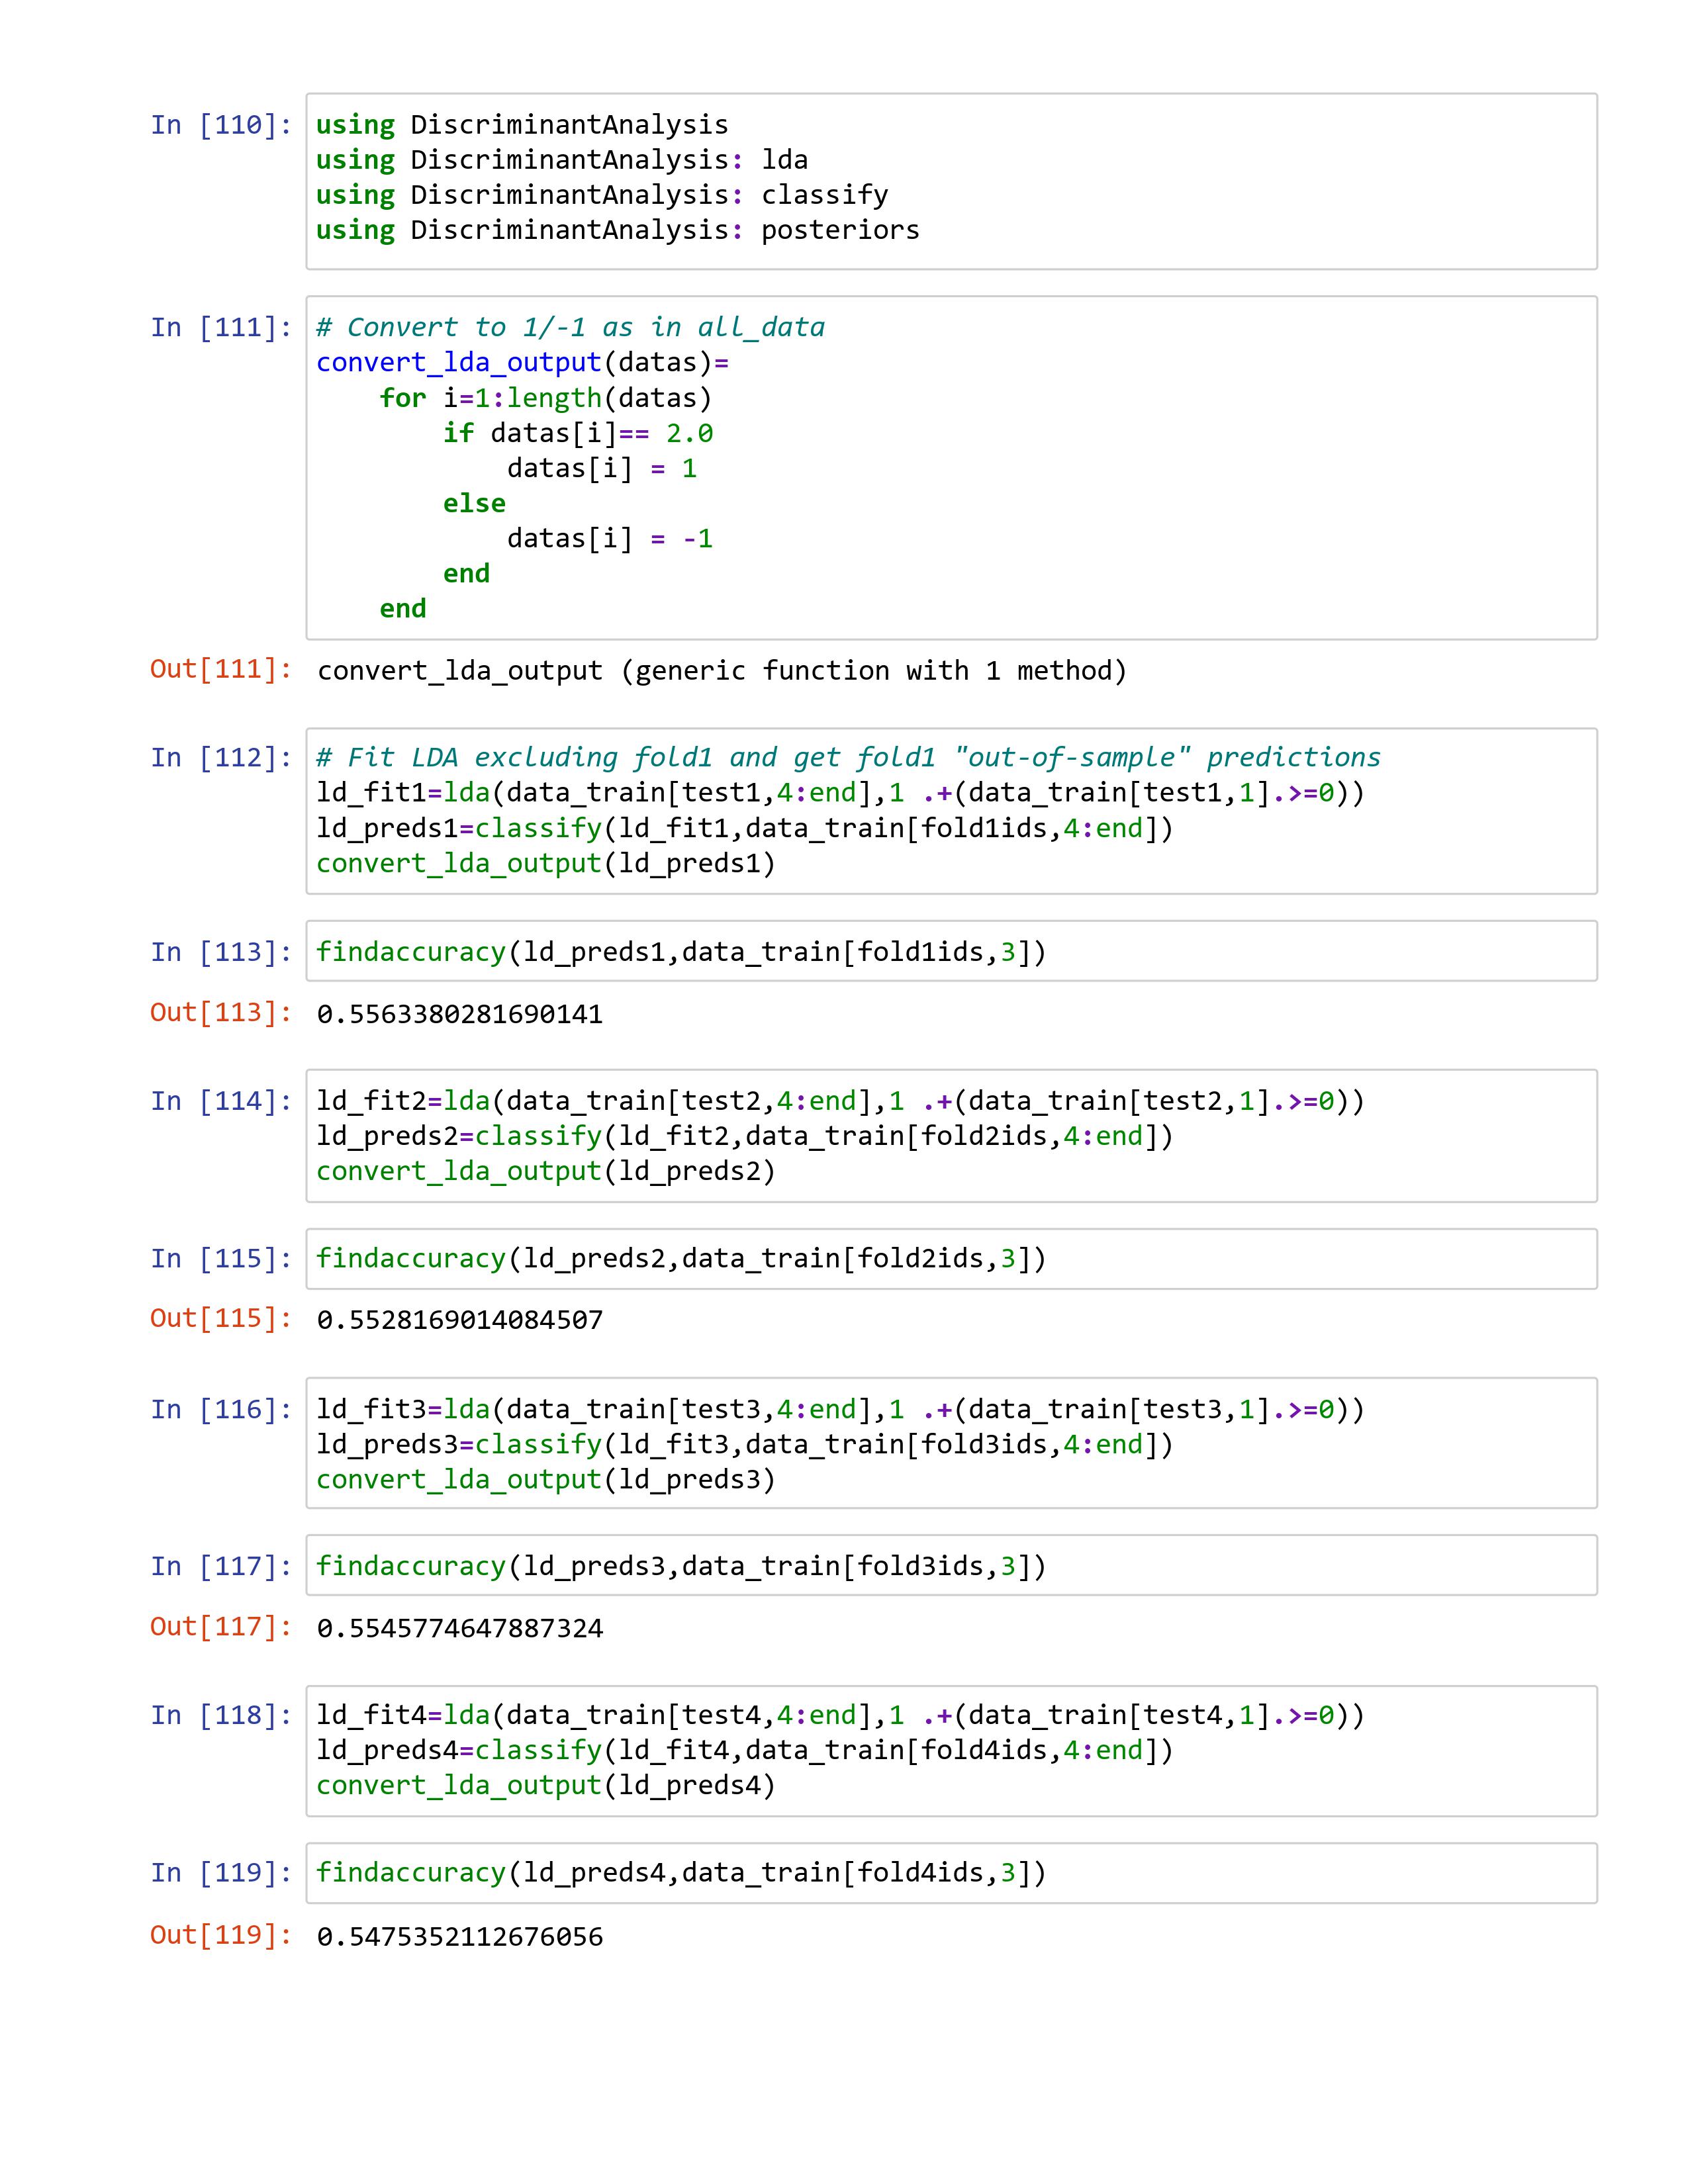 In [110]: using DiscriminantAnalysis
using DiscriminantAnalysis: lda
using DiscriminantAnalysis: classify
using DiscriminantAnalysis: posteriors
In [111]: # Convert to 1/-1 as in all_data
convert_lda_output(datas)=
    for i=1:length(datas)
        if datas[i]== 2.0
            datas[i] = 1
        else
            datas[i] = -1
        end
    end
Out[111]: convert_lda_output (generic function with 1 method)
In [112]: # Fit LDA excluding fold1 and get fold1 "out-of-sample" predictions
ld_fit1=lda(data_train[test1,4:end],1 .+(data_train[test1,1].>=0))
ld_preds1=classify(ld_fit1,data_train[fold1ids,4:end])
convert_lda_output(ld_preds1)
In [113]: findaccuracy(ld_preds1,data_train[fold1ids,3])
Out[113]: 0.5563380281690141
In [114]: ld_fit2=lda(data_train[test2,4:end],1 .+(data_train[test2,1].>=0))
ld_preds2=classify(ld_fit2,data_train[fold2ids,4:end])
convert_lda_output(ld_preds2)
In [115]: findaccuracy(ld_preds2,data_train[fold2ids,3])
Out[115]: 0.5528169014084507
In [116]: ld_fit3=lda(data_train[test3,4:end],1 .+(data_train[test3,1].>=0))
ld_preds3=classify(ld_fit3,data_train[fold3ids,4:end])
convert_lda_output(ld_preds3)
In [117]: findaccuracy(ld_preds3,data_train[fold3ids,3])
Out[117]: 0.5545774647887324
In [118]: ld_fit4=lda(data_train[test4,4:end],1 .+(data_train[test4,1].>=0))
ld_preds4=classify(ld_fit4,data_train[fold4ids,4:end])
convert_lda_output(ld_preds4)
In [119]: findaccuracy(ld_preds4,data_train[fold4ids,3])
Out[119]: 0.5475352112676056